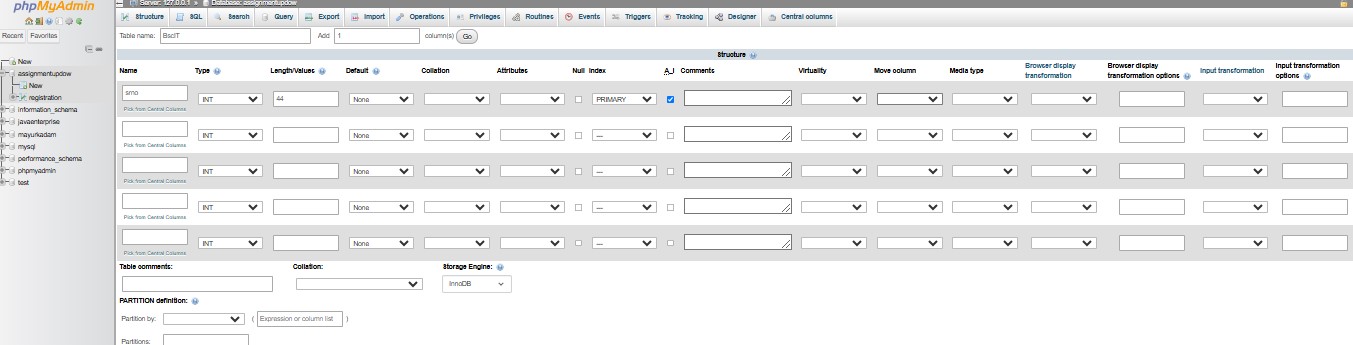 phpMyAdmin
Server: 127.0.0.1 » Database: assignmentupdow
Structure SQL Search Query Export Import Operations Privileges Routines Events Triggers Tracking Designer Central columns
Recent Favorites
Table name: BscIT Add 1 column(s) Go
New
assignmentupdow
New
registration
information_schema
javaenterprise
mayurkadam
mysql
performance_schema
phpmyadmin
test
Structure
Name Type Length/Values Default Collation Attributes Null Index A_I Comments Virtuality Move column Media type Browser display transformation Browser display transformation options Input transformation Input transformation options
srno INT 44 None PRIMARY
Pick from Central Columns
INT None ---
Pick from Central Columns
INT None ---
Pick from Central Columns
INT None ---
Pick from Central Columns
INT None ---
Pick from Central Columns
Table comments: Collation: Storage Engine:
InnoDB
PARTITION definition:
Partition by: ( Expression or column list )
Partitions: